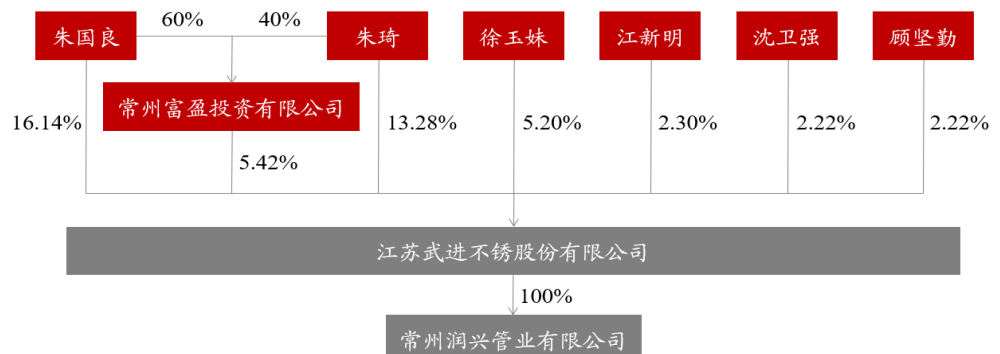 60%
40%
朱国良
朱琦
徐玉妹
江新明
沈卫强
顾坚勤
常州富盈投资有限公司
16.14%
13.28%
5.20%
2.30%
2.22%
2.22%
5.42%
江苏武进不锈股份有限公司
100%
常州润兴管业有限公司